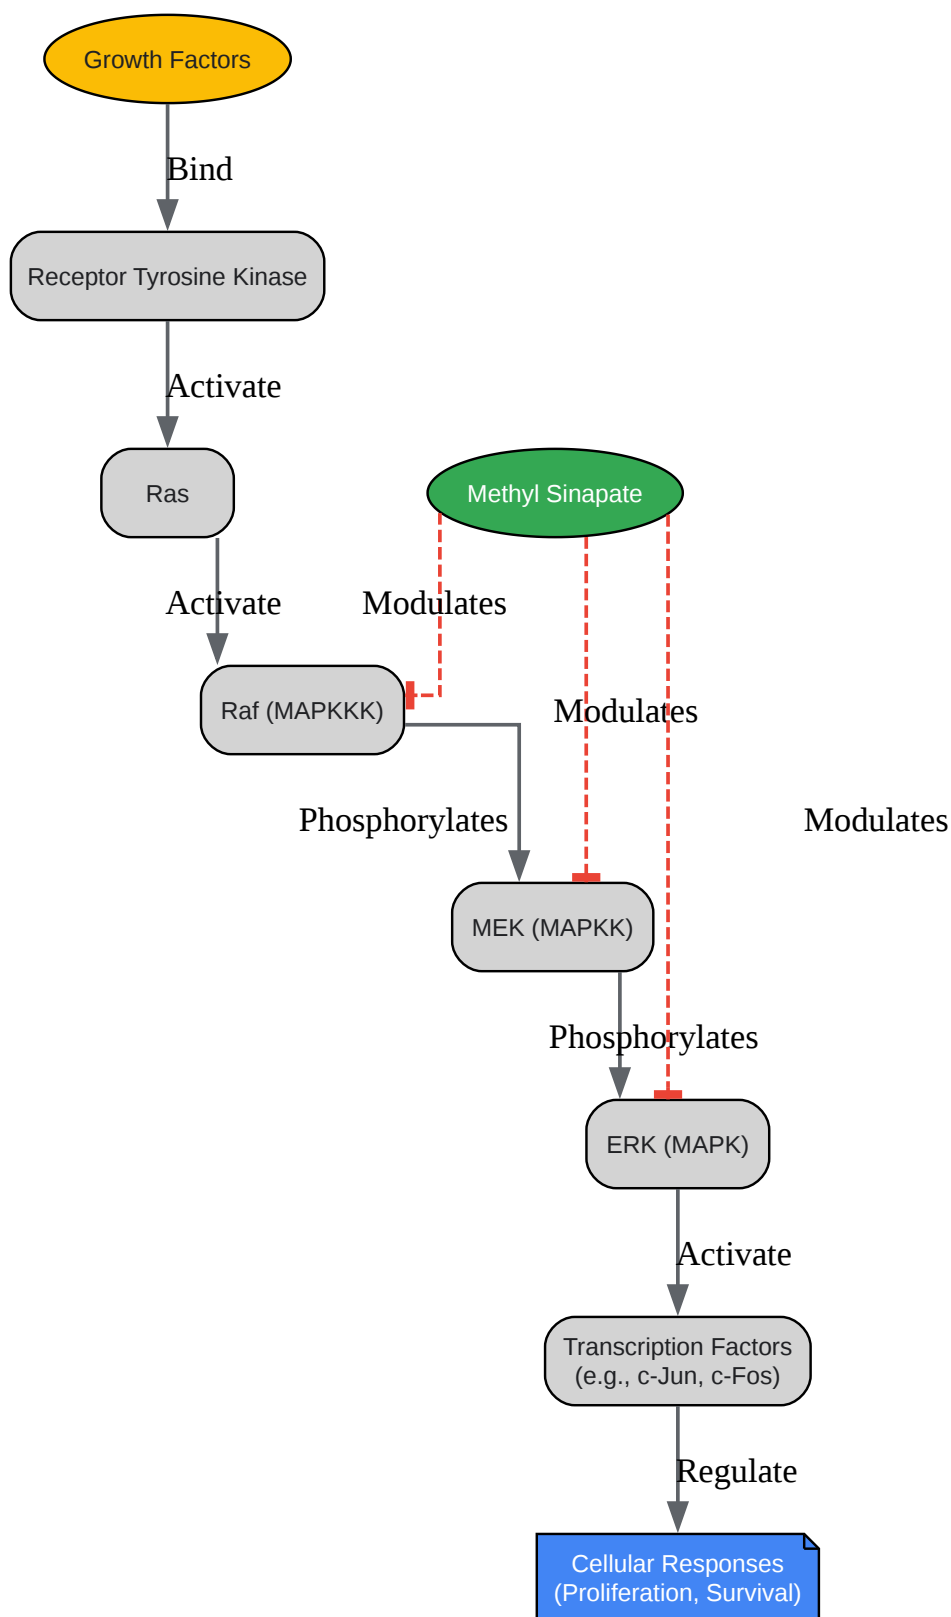 Growth Factors
Bind
Receptor Tyrosine Kinase
Activate
Ras
Methyl Sinapate
Activate
Modulates
Raf (MAPKKK)
Modulates
Phosphorylates
Modulates
MEK (MAPKK)
Phosphorylates
ERK (MAPK)
Activate
Transcription Factors
(e.g., c-Jun, c-Fos)
Regulate
Cellular Responses
(Proliferation, Survival)